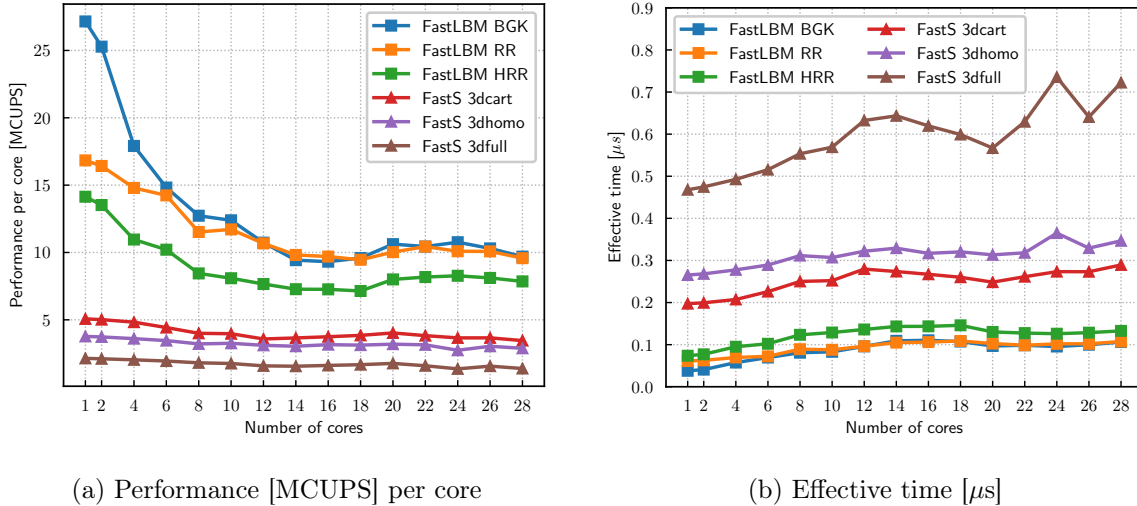 Performance per core [MCUPS]
25
20
15
10
5
1 2 4 6 8 10 12 14 16 18 20 22 24 26 28
Number of cores
FastLBM BGK
FastLBM RR
FastLBM HRR
FastS 3dcart
FastS 3dhomo
FastS 3dfull
(a) Performance [MCUPS] per core
Effective time [μs]
0.9
0.8
0.7
0.6
0.5
0.4
0.3
0.2
0.1
0.0
1 2 4 6 8 10 12 14 16 18 20 22 24 26 28
Number of cores
FastLBM BGK
FastLBM RR
FastLBM HRR
FastS 3dcart
FastS 3dhomo
FastS 3dfull
(b) Effective time [μs]